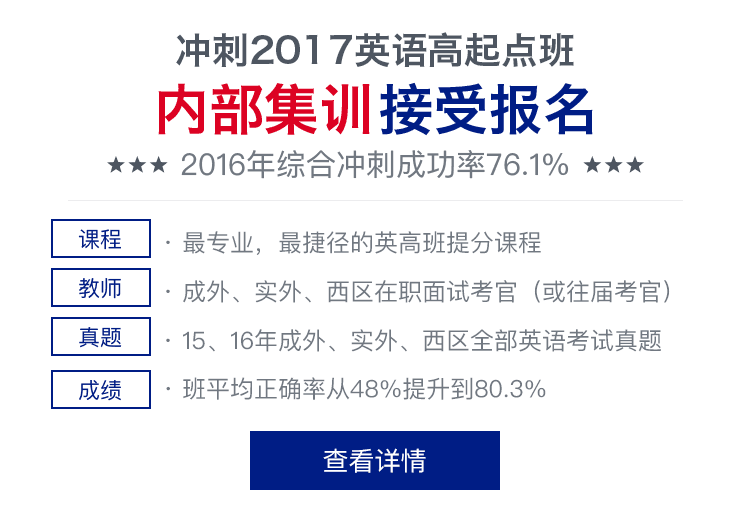 冲刺2017英语高起点班
内部集训接受报名
★★★ 2016年综合冲刺成功率76.1% ★★★
课程 · 最专业，最捷径的英高班提分课程
教师 · 成外、实外、西区在职面试考官（或往届考官）
真题 · 15、16年成外、实外、西区全部英语考试真题
成绩 · 班平均正确率从48%提升到80.3%
查看详情